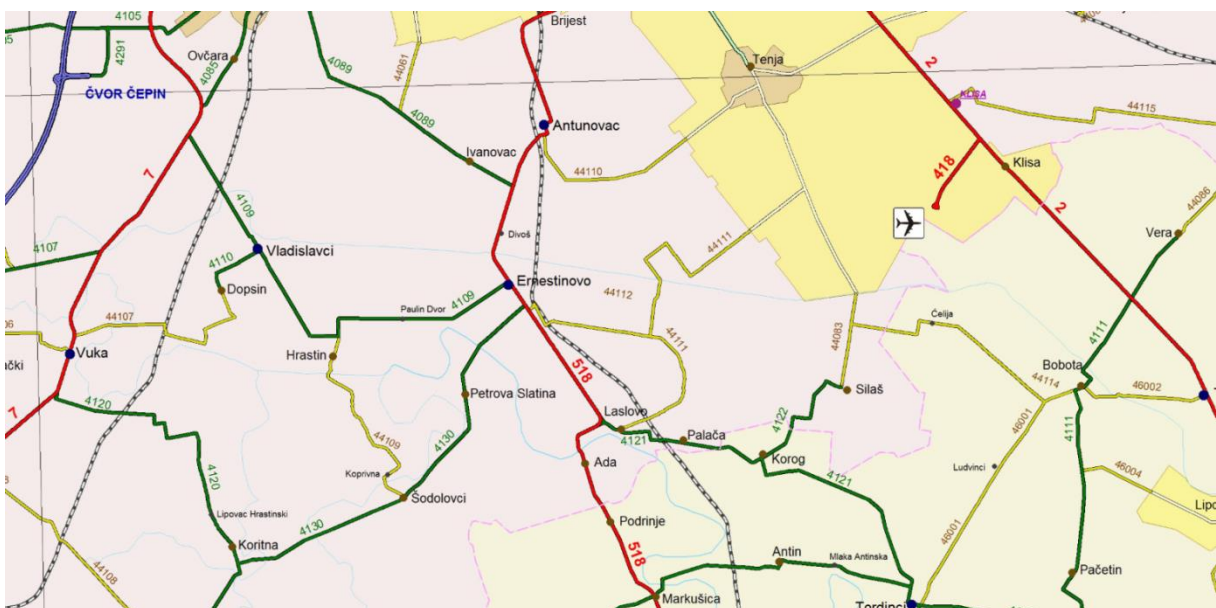 4105
Brijest
4291
Ovčara
4085
44061
4089
Tenja
2
ČVOR ČEPIN
KLISA
44115
4089
Antunovac
Ivanovac
44110
418
Klisa
7
4109
2
44086
Vera
4107
Vladislavci
Divoš
44111
4110
Dopsin
Ernestinovo
Paulin Dvor
4109
44112
44107
Čelija
44111
44083
4111
Vuka
ački
Hrastin
518
Bobota
44114
46002
Petrova Slatina
Silaš
7
4120
Laslovo
4121
Palača
4122
46001
4111
4130
44109
Koprivna
Ada
Korog
4121
Ludvinci
46004
4120
Šodolovci
Lipo
Lipovac Hrastinski
4130
Podrinje
46001
Koritna
518
Antin
Mlaka Antinska
44108
Pačetin
Markušica
Tordinci